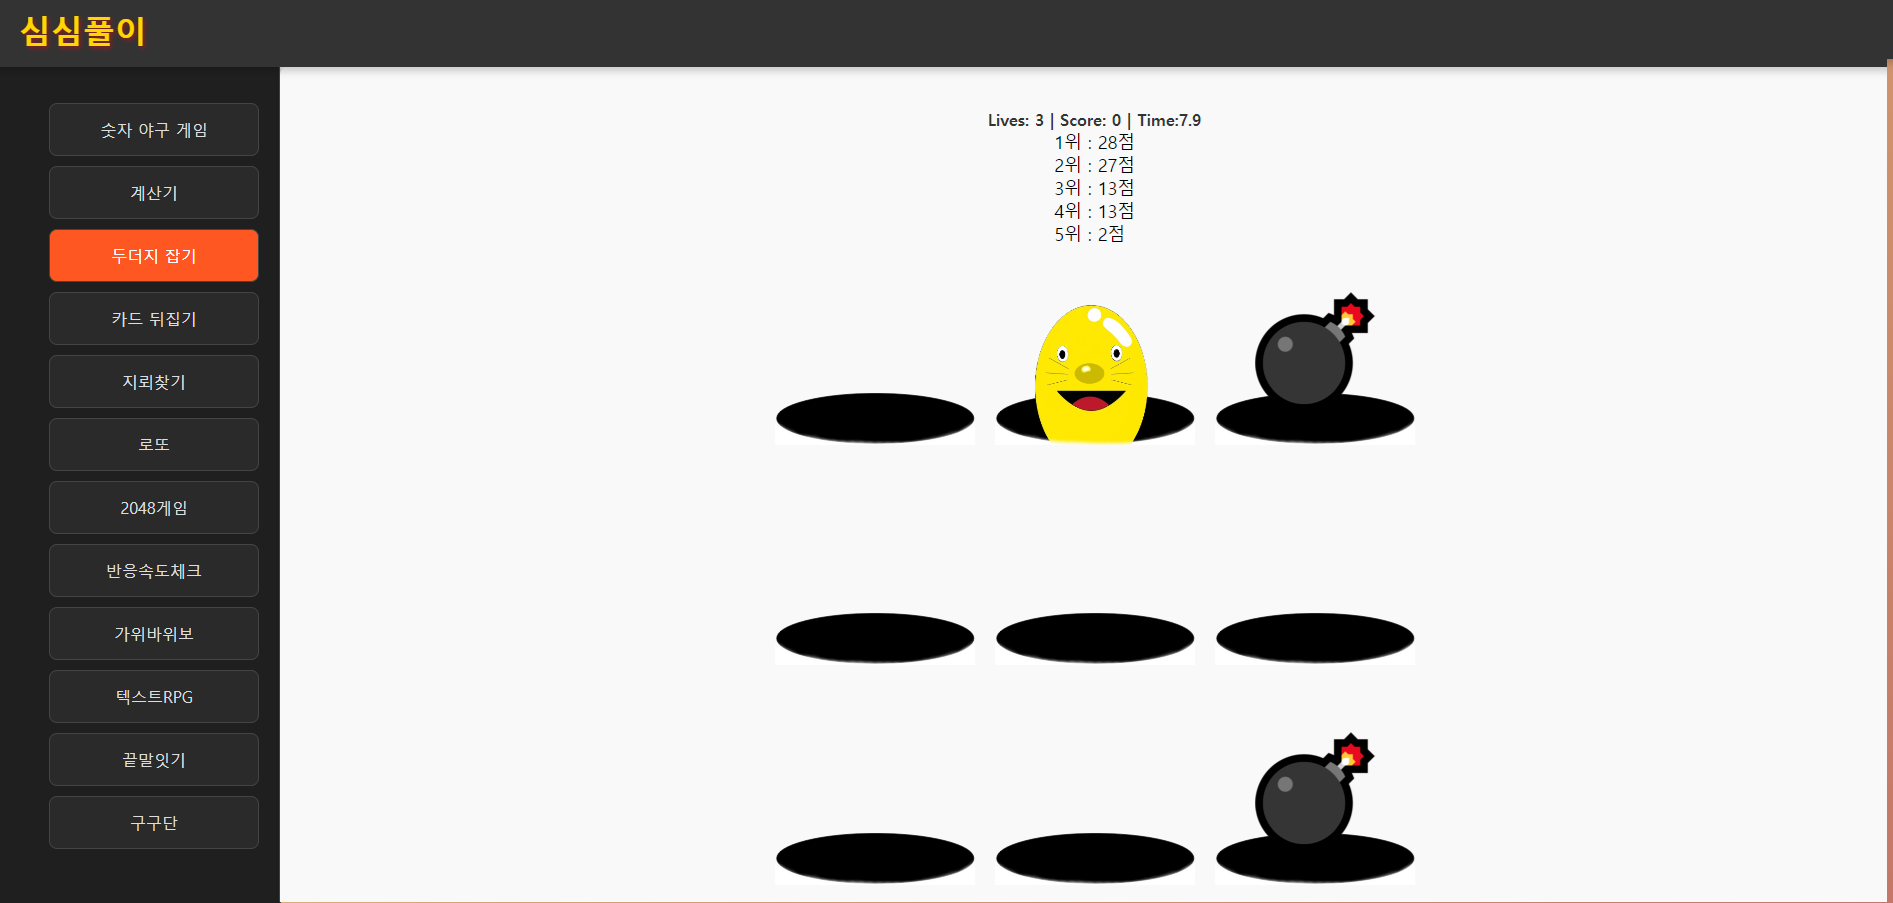 심심풀이
숫자 야구 게임
계산기
두더지 잡기
카드 뒤집기
지뢰찾기
로또
2048게임
반응속도체크
가위바위보
텍스트RPG
끝말잇기
구구단
Lives: 3 | Score: 0 | Time:7.9
1위 : 28점
2위 : 27점
3위 : 13점
4위 : 13점
5위 : 2점